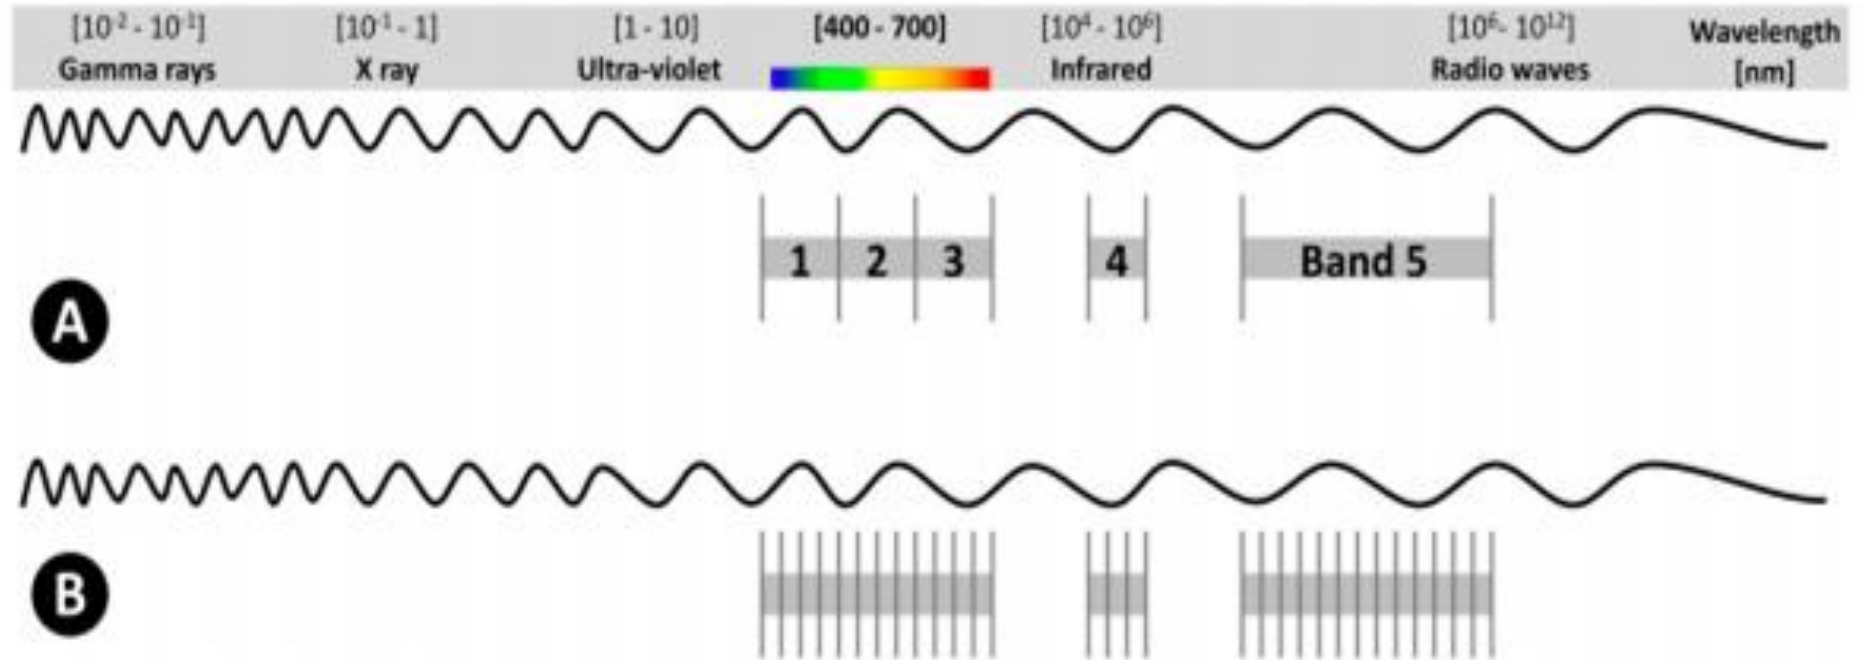 [10⁻² - 10⁻¹] [10⁻¹ - 1] [1 - 10] [400 - 700] [10⁴ - 10⁶] [10⁶- 10¹²] Wavelength
Gamma rays X ray Ultra-violet Infrared Radio waves [nm]
1 2 3 4 Band 5
A
B